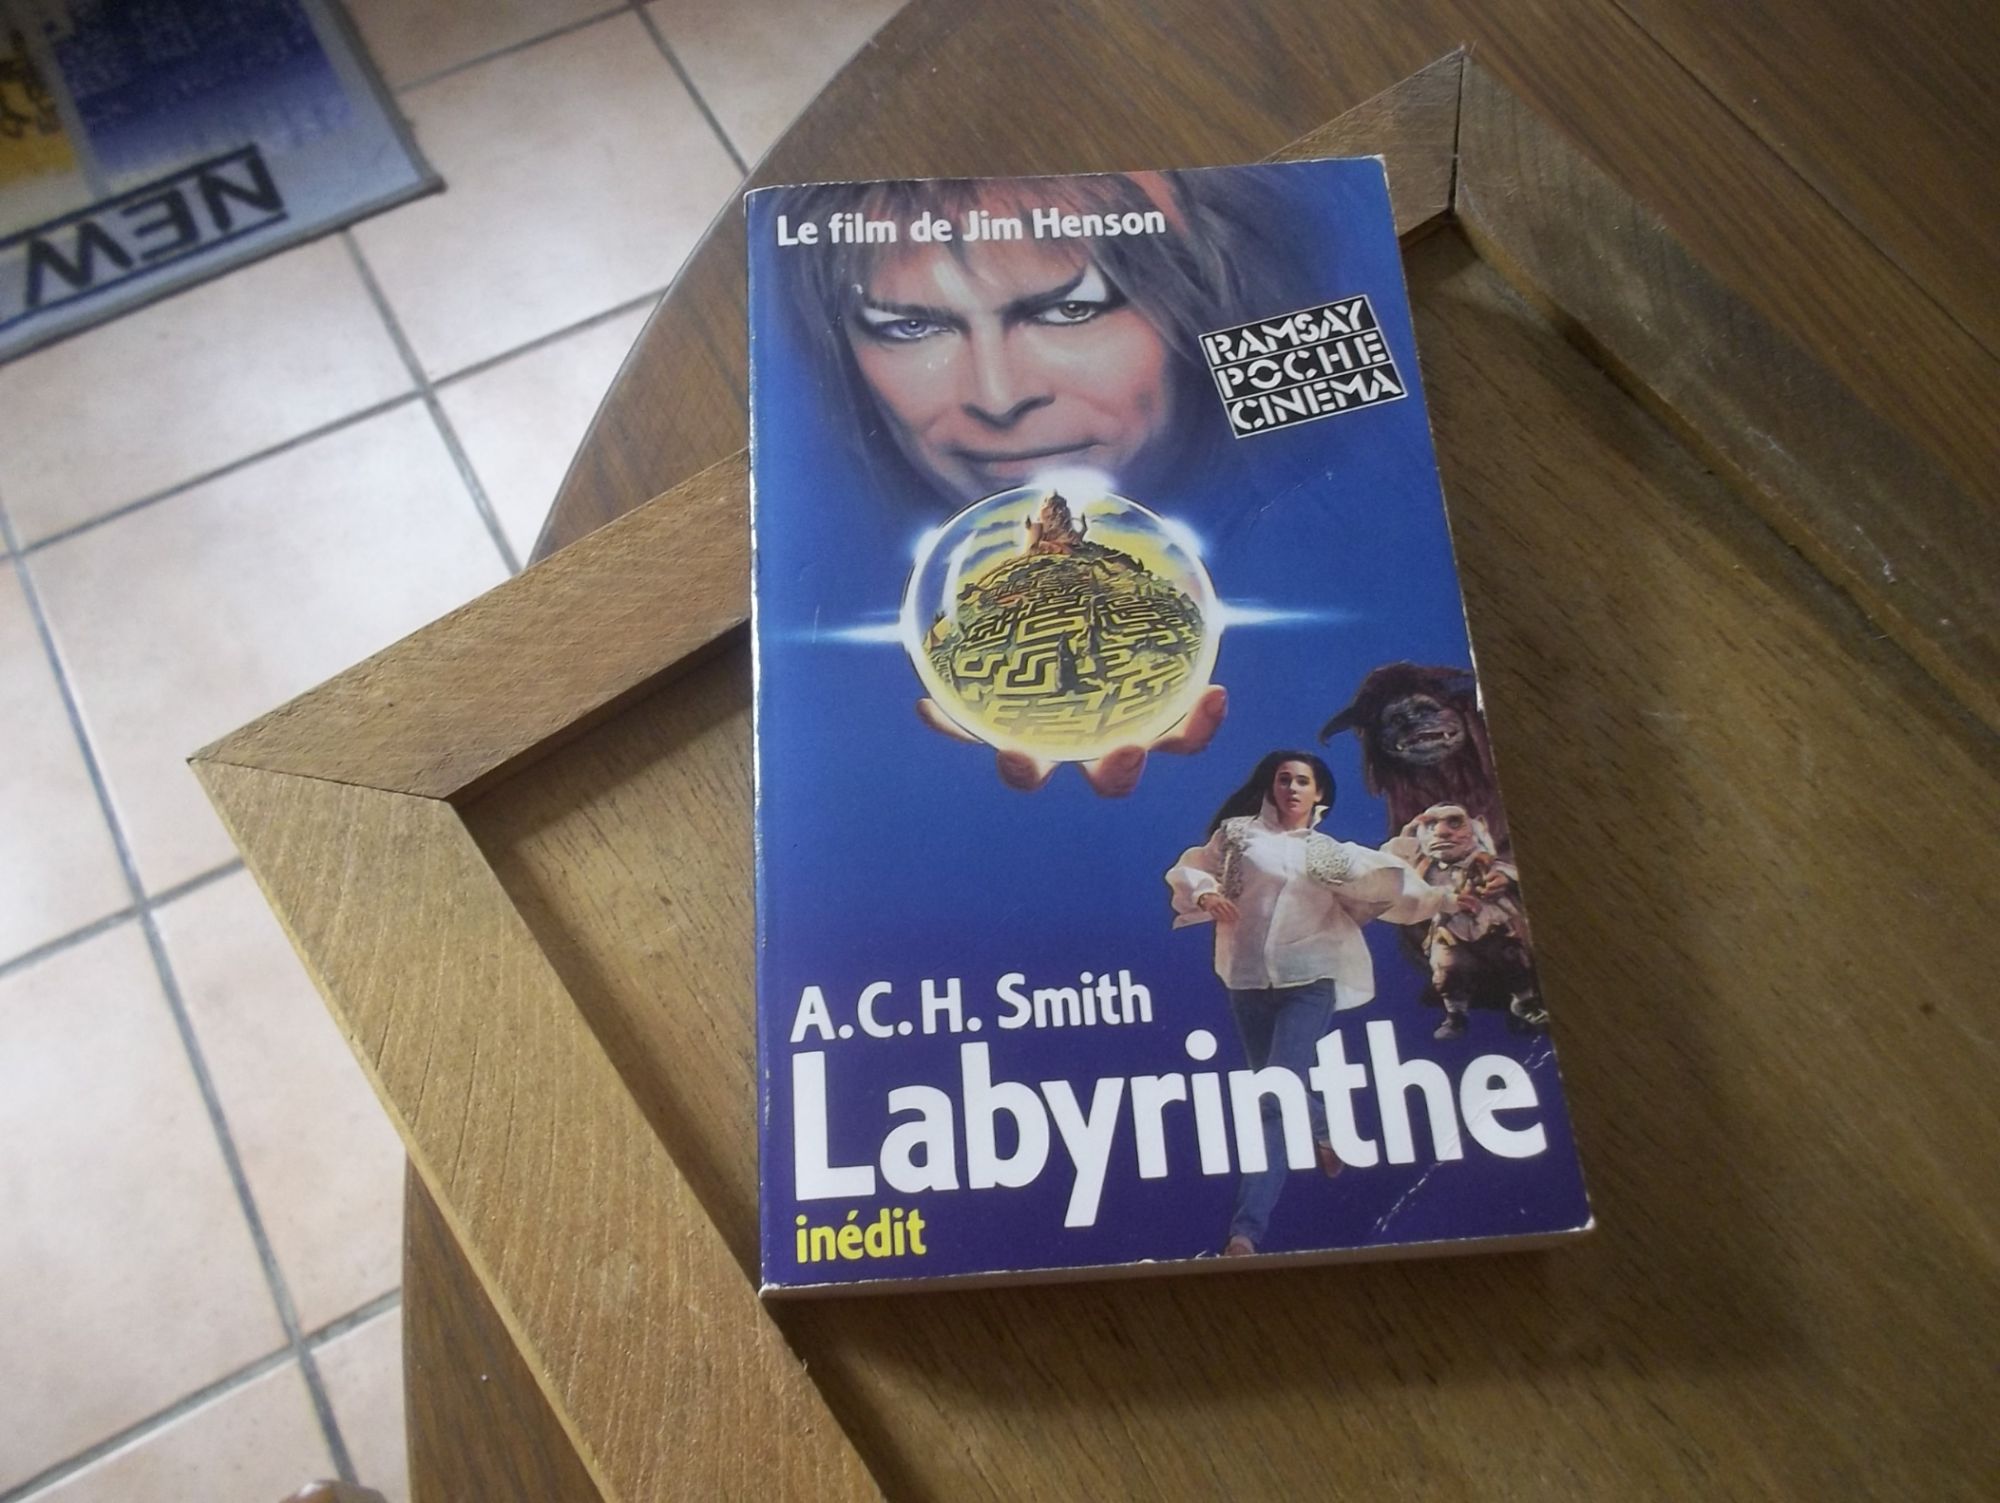 NEW
Le film de Jim Henson
RAMSAY
POCHE
CINEMA
A.C.H. Smith
Labyrinthe
inédit